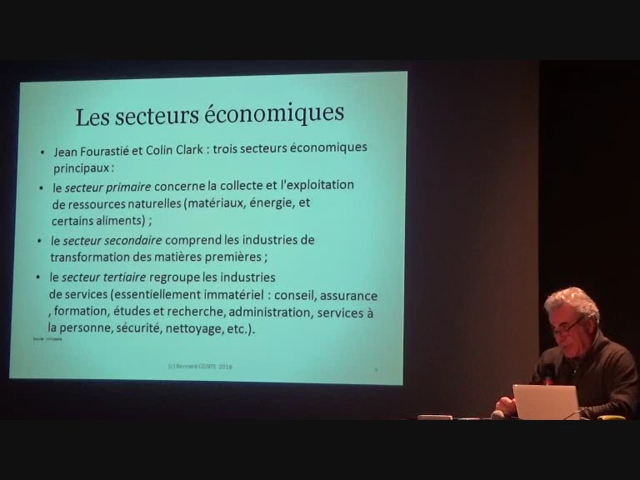 Les secteurs économiques
• Jean Fourastié et Colin Clark : trois secteurs économiques
principaux :
• le secteur primaire concerne la collecte et l'exploitation
de ressources naturelles (matériaux, énergie, et
certains aliments) ;
• le secteur secondaire comprend les industries de
transformation des matières premières ;
• le secteur tertiaire regroupe les industries
de services (essentiellement immatériel : conseil, assurance
, formation, études et recherche, administration, services à
la personne, sécurité, nettoyage, etc.).
(c) Bernard CONTE 2016